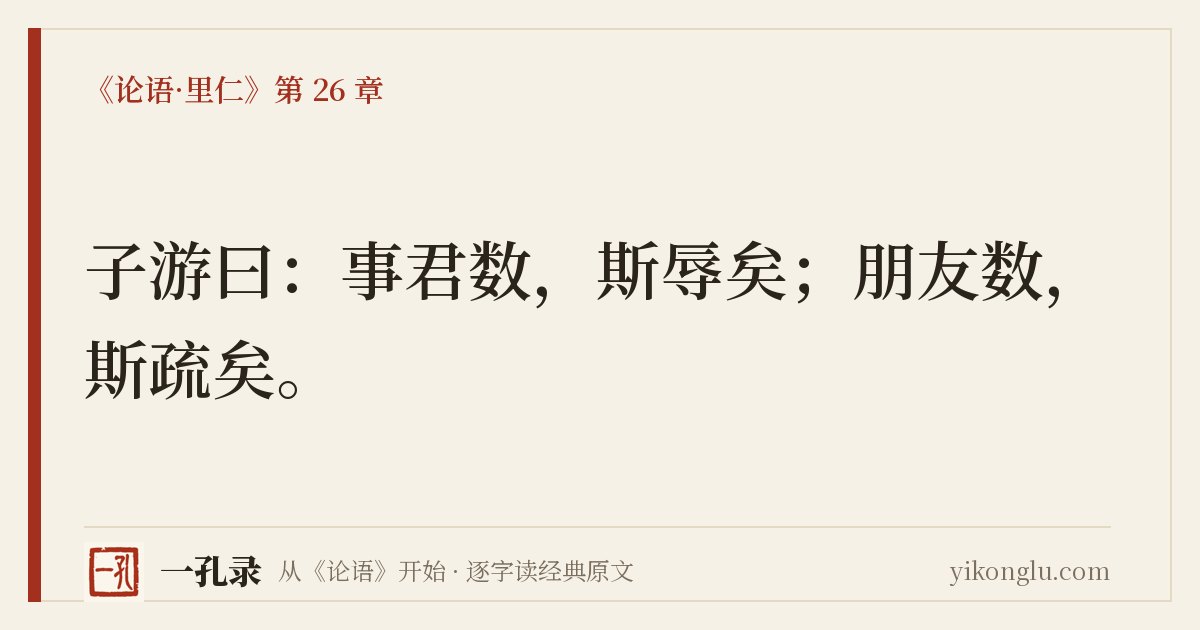 《论语·里仁》第 26 章
子游曰：事君数，斯辱矣；朋友数，
斯疏矣。
一孔
一孔录 从《论语》开始 · 逐字读经典原文 yikonglu.com